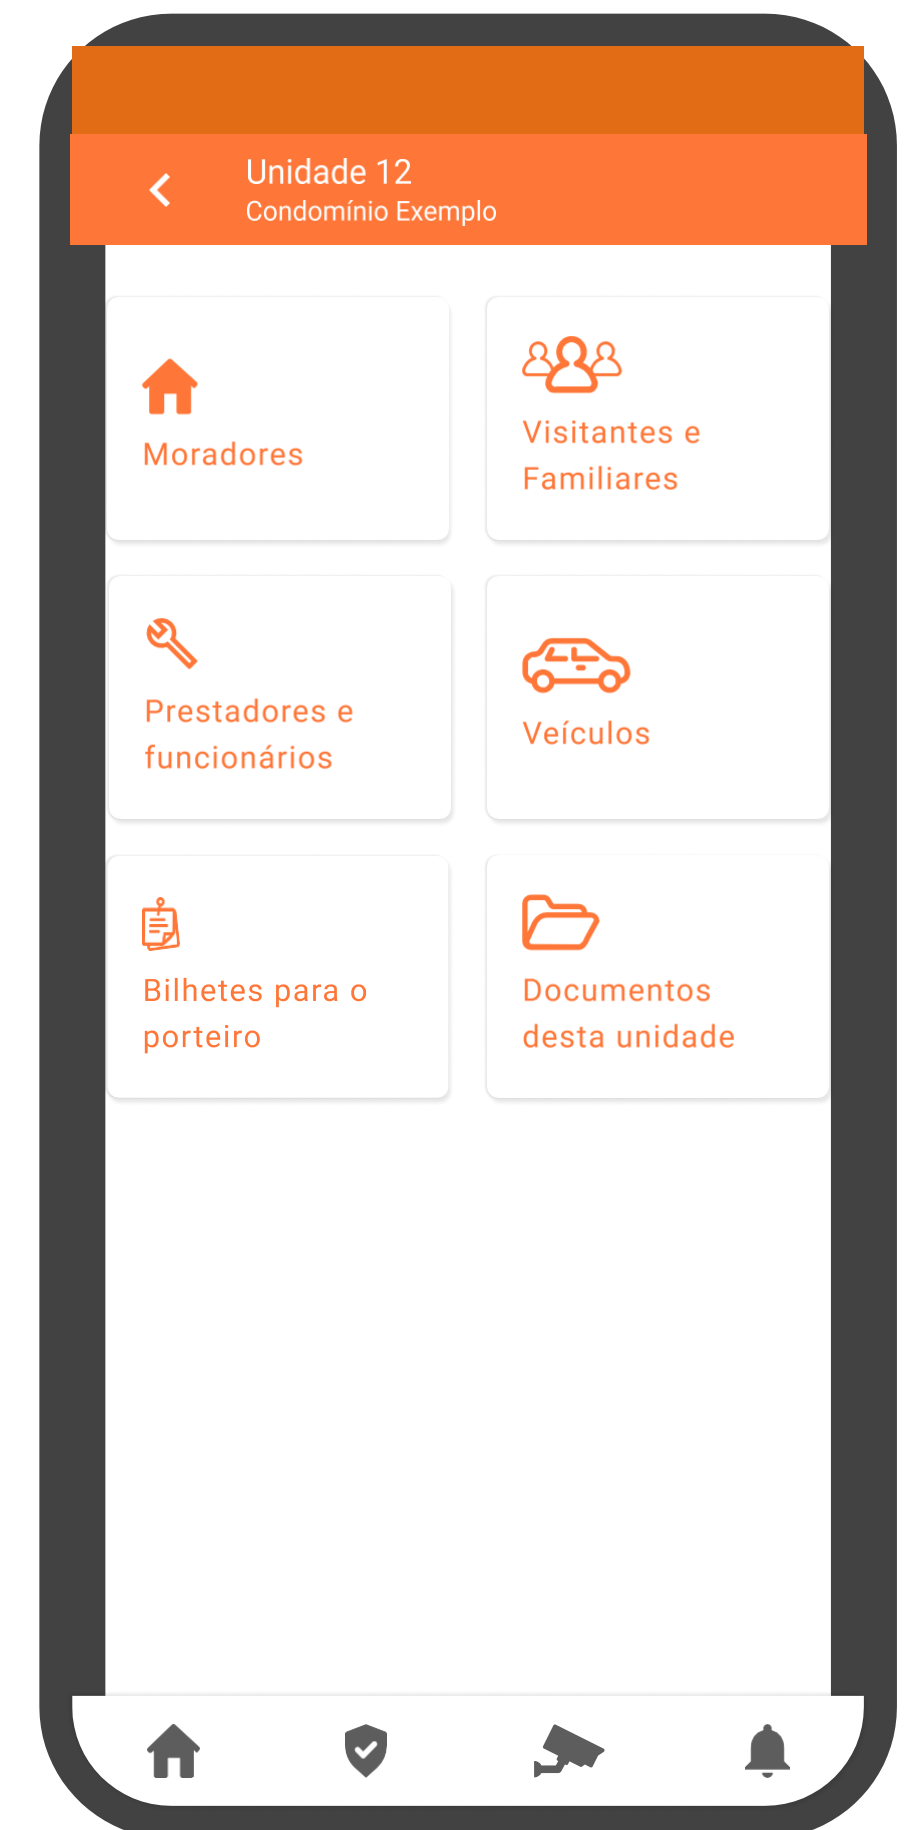 Unidade 12
Condomínio Exemplo
Moradores
Visitantes e
Familiares
Prestadores e
funcionários
Veículos
Bilhetes para o
porteiro
Documentos
desta unidade